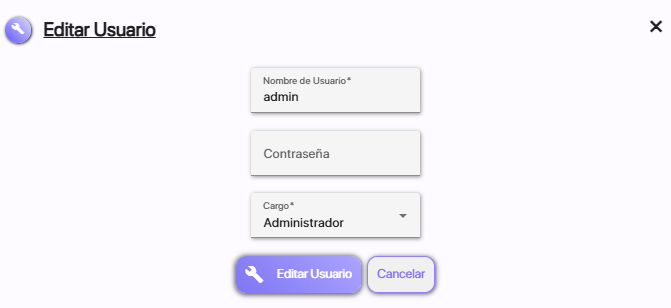 Editar Usuario
Nombre de Usuario*
admin
Contraseña
Cargo*
Administrador
Editar Usuario
Cancelar